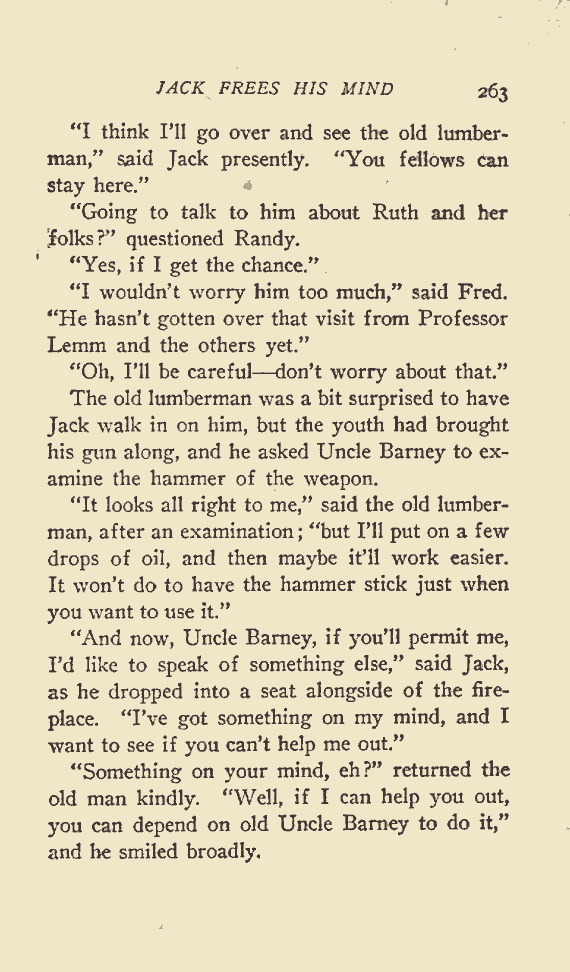 JACK FREES HIS MIND 263
“I think I’ll go over and see the old lumber-
man,” said Jack presently. “You fellows can
stay here.”
“Going to talk to him about Ruth and her
folks?” questioned Randy.
“Yes, if I get the chance.”
“I wouldn’t worry him too much,” said Fred.
“He hasn’t gotten over that visit from Professor
Lemm and the others yet.”
“Oh, I’ll be careful—don’t worry about that.”
The old lumberman was a bit surprised to have
Jack walk in on him, but the youth had brought
his gun along, and he asked Uncle Barney to ex-
amine the hammer of the weapon.
“It looks all right to me,” said the old lumber-
man, after an examination; “but I’ll put on a few
drops of oil, and then maybe it’ll work easier.
It won’t do to have the hammer stick just when
you want to use it.”
“And now, Uncle Barney, if you’ll permit me,
I’d like to speak of something else,” said Jack,
as he dropped into a seat alongside of the fire-
place. “I’ve got something on my mind, and I
want to see if you can’t help me out.”
“Something on your mind, eh?” returned the
old man kindly. “Well, if I can help you out,
you can depend on old Uncle Barney to do it,”
and he smiled broadly.